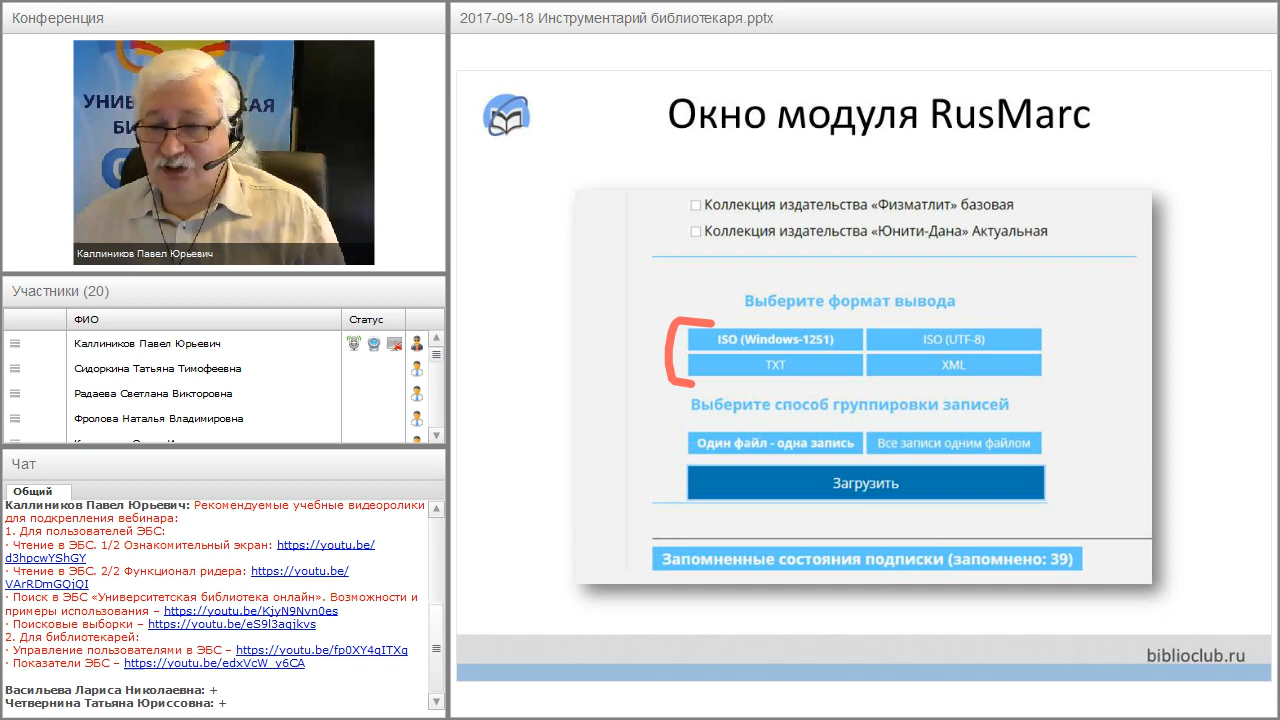 Конференция
УНИВ
СКАЯ
БИ
Каллиников Павел Юрьевич
Участники (20)
ФИО
Статус
Каллиников Павел Юрьевич
Сидоркина Татьяна Тимофеевна
Радаева Светлана Викторовна
Фролова Наталья Владимировна
Чат
Общий
Каллиников Павел Юрьевич: Рекомендуемые учебные видеоролики
для подкрепления вебинара:
1. Для пользователей ЭБС:
· Чтение в ЭБС. 1/2 Ознакомительный экран: https://youtu.be/
d3hpcwYShGY
· Чтение в ЭБС. 2/2 Функционал ридера: https://youtu.be/
VArRDmGQjQI
· Поиск в ЭБС «Университетская библиотека онлайн». Возможности и
примеры использования – https://youtu.be/KjyN9Nvn0es
· Поисковые выборки – https://youtu.be/eS9l3aqjkvs
2. Для библиотекарей:
· Управление пользователями в ЭБС – https://youtu.be/fp0XY4qITXg
· Показатели ЭБС – https://youtu.be/edxVcW_y6CA
Васильева Лариса Николаевна: +
Четвернина Татьяна Юриссовна: +
2017-09-18 Инструментарий библиотекаря.pptx
Окно модуля RusMarc
Коллекция издательства «Физматлит» базовая
Коллекция издательства «Юнити-Дана» Актуальная
Выберите формат вывода
ISO (Windows-1251)
ISO (UTF-8)
TXT
XML
Выберите способ группировки записей
Один файл - одна запись
Все записи одним файлом
Загрузить
Запомненные состояния подписки (запомнено: 39)
biblioclub.ru